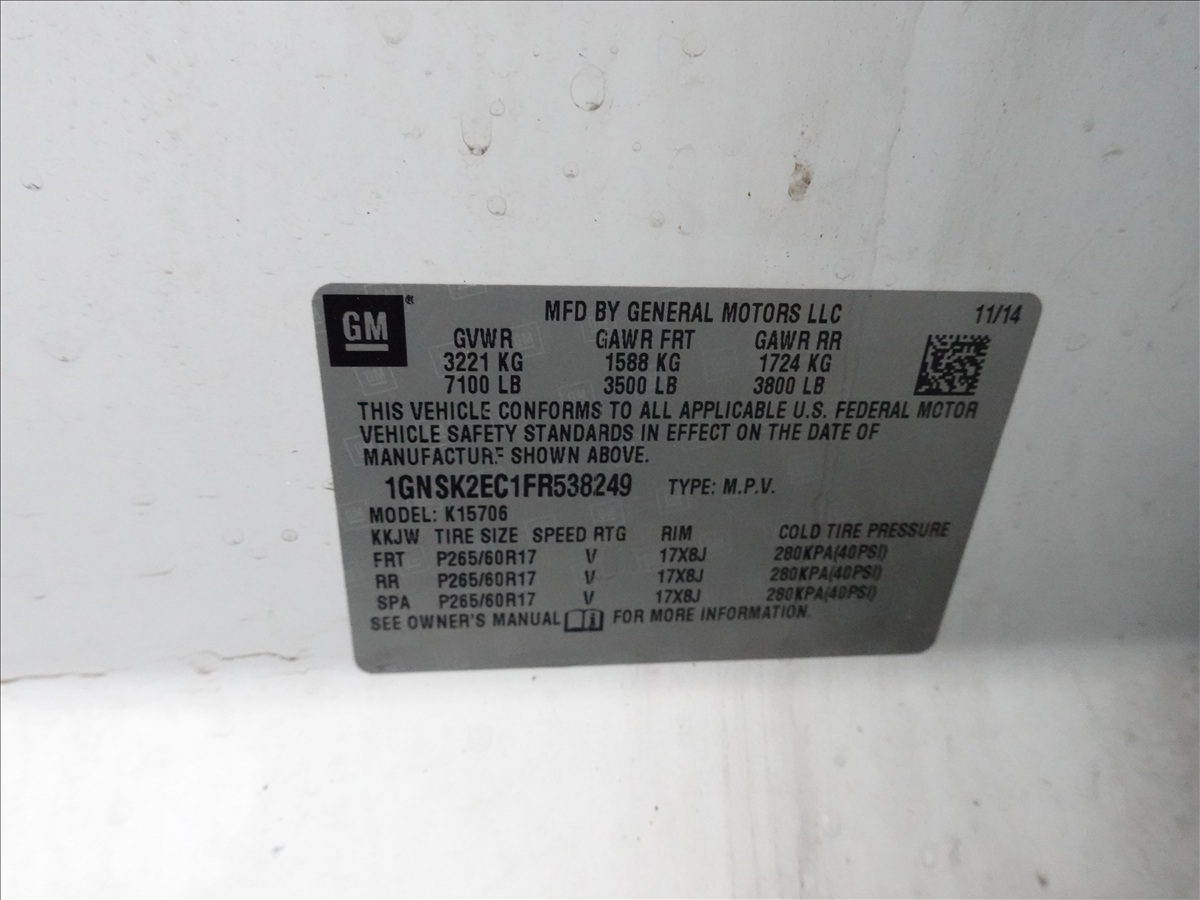 GM®
MFD BY GENERAL MOTORS LLC 11/14
GVWR GAWR FRT GAWR RR
3221 KG 1588 KG 1724 KG
7100 LB 3500 LB 3800 LB
THIS VEHICLE CONFORMS TO ALL APPLICABLE U.S. FEDERAL MOTOR
VEHICLE SAFETY STANDARDS IN EFFECT ON THE DATE OF
MANUFACTURE SHOWN ABOVE.
1GNSK2EC1FR538249 TYPE: M.P.V.
MODEL: K15706
KKJW TIRE SIZE SPEED RTG RIM COLD TIRE PRESSURE
FRT P265/60R17 V 17X8J 280KPA(40PSI)
RR P265/60R17 V 17X8J 280KPA(40PSI)
SPA P265/60R17 V 17X8J 280KPA(40PSI)
SEE OWNER'S MANUAL FOR MORE INFORMATION.